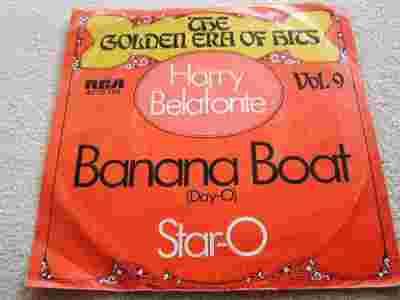 THE
GOLDEN ERA OF HITS
RCA
Harry
Belafonte
Vol. 9
Banana Boat
(Day-O)
Star-O